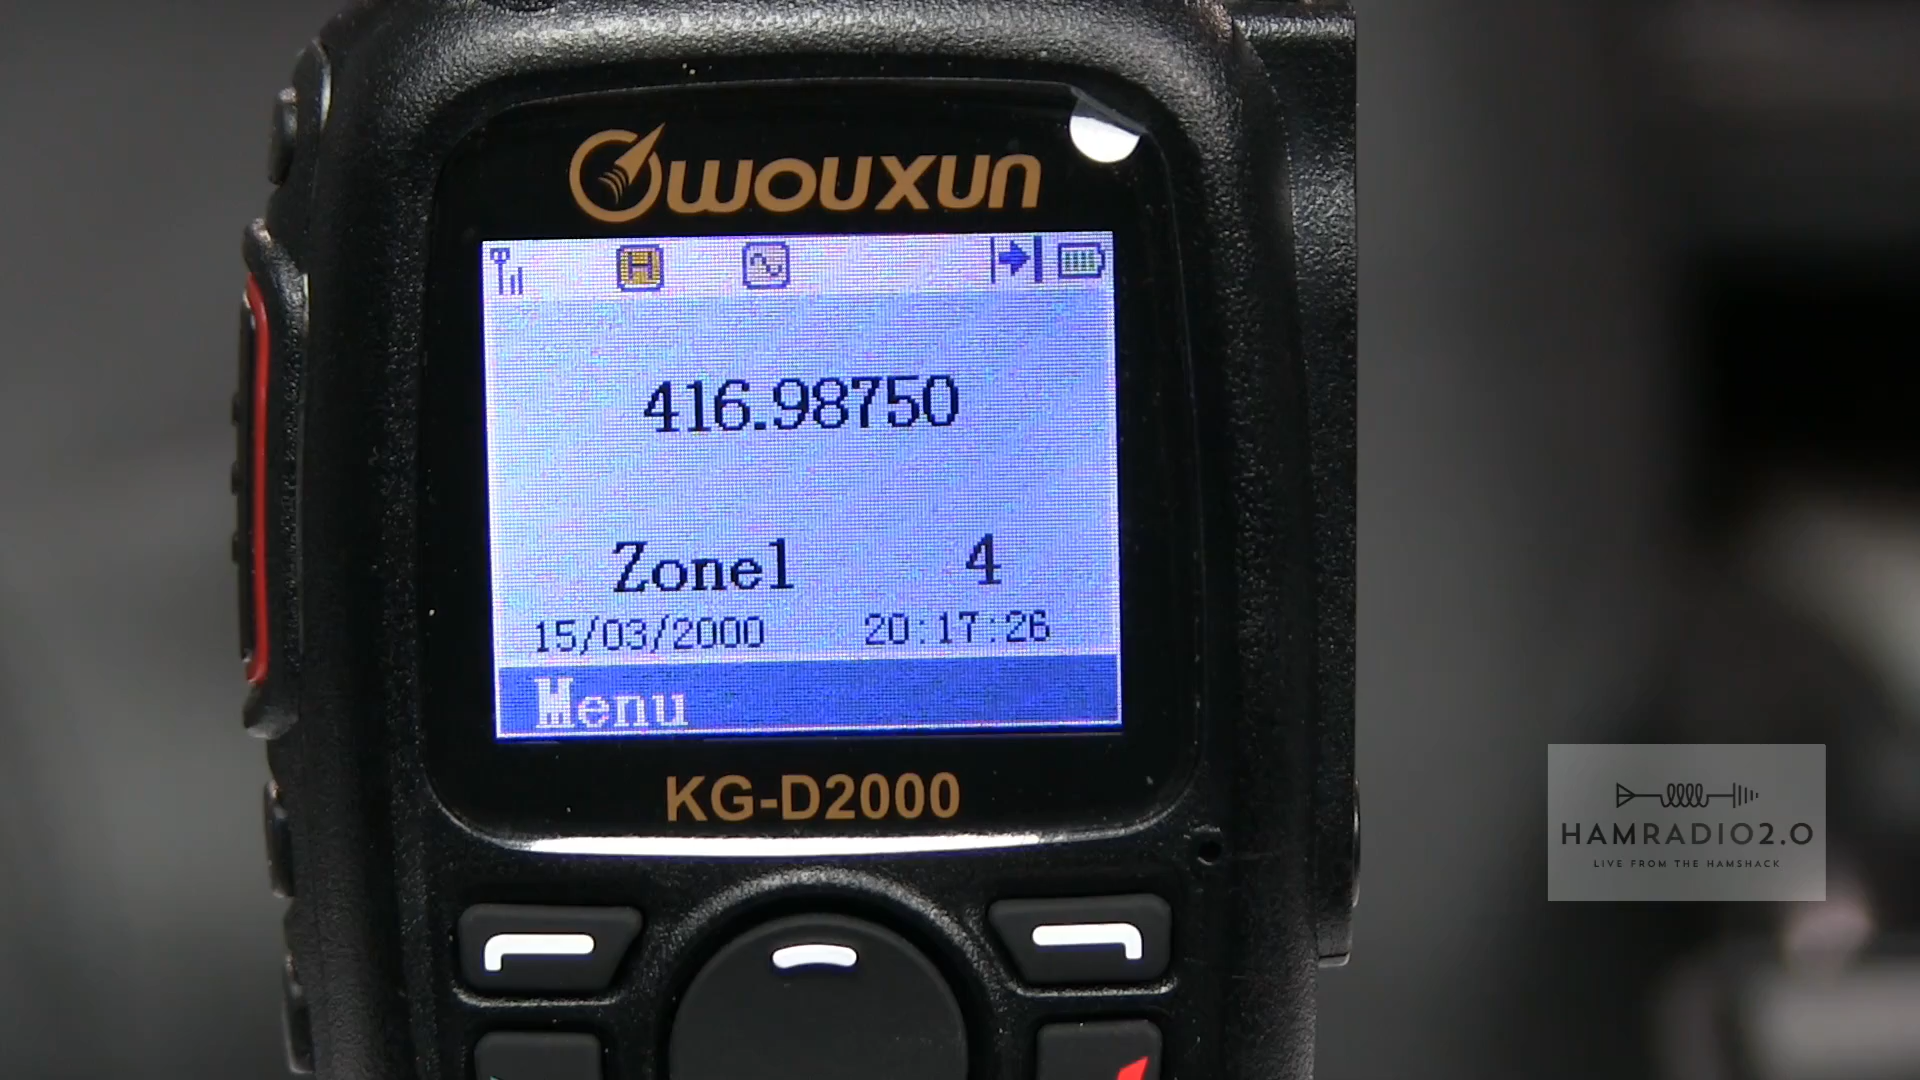 WOUXUN
H
416.98750
Zone1 4
15/03/2000 20:17:26
Menu
KG-D2000
HAMRADIO2.0
LIVE FROM THE HAMSHACK